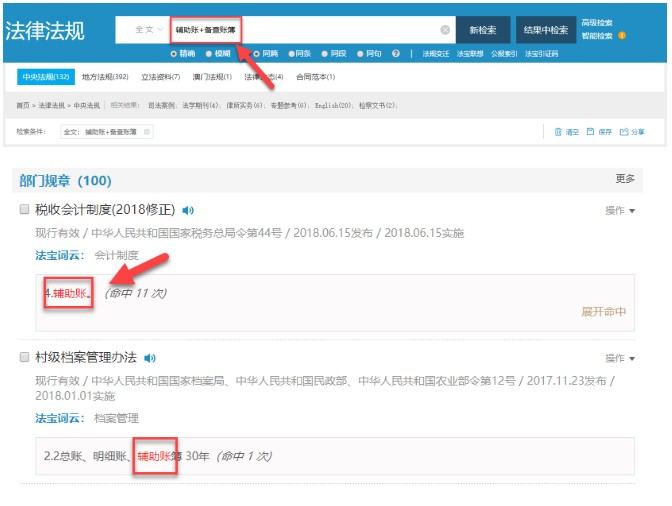 法律法规
全文 辅助账+备查账簿 新检索 结果中检索 高级检索
智能检索
精确 模糊 同篇 同条 同段 同句 法规变迁 法宝联想 公报索引 法宝引证码
中央法规(132) 地方法规(392) 立法资料(7) 澳门法规(1) 法律动态(4) 合同范本(1)
首页 > 法律法规 > 中央法规 | 相关结果: 司法案例; 法学期刊(4); 律所实务(6); 专题参考(6); English(20); 检察文书(2);
检索条件: 全文: 辅助账+备查账簿 清空 保存 分享
部门规章 (100) 更多
税收会计制度(2018修正) 操作
现行有效 / 中华人民共和国国家税务总局令第44号 / 2018.06.15发布 / 2018.06.15实施
法宝词云: 会计制度
4.辅助账。 (命中 11 次)
展开命中
村级档案管理办法 操作
现行有效 / 中华人民共和国国家档案局、中华人民共和国民政部、中华人民共和国农业部令第12号 / 2017.11.23发布 /
2018.01.01实施
法宝词云: 档案管理
2.2总账、明细账、辅助账簿 30年 (命中 1 次)